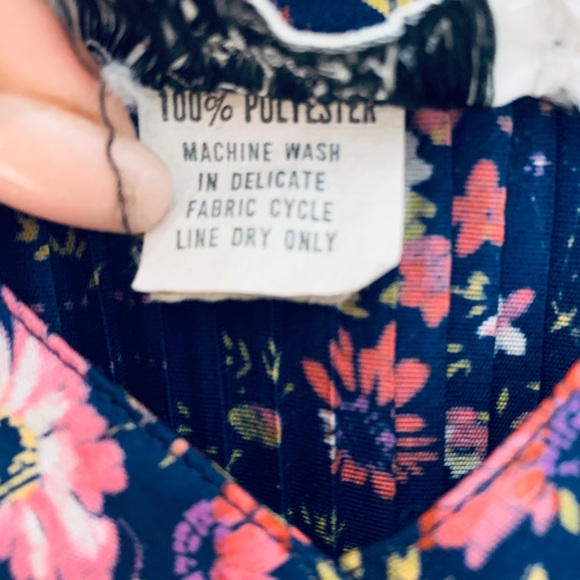 100% POLYESTER
MACHINE WASH
IN DELICATE
FABRIC CYCLE
LINE DRY ONLY